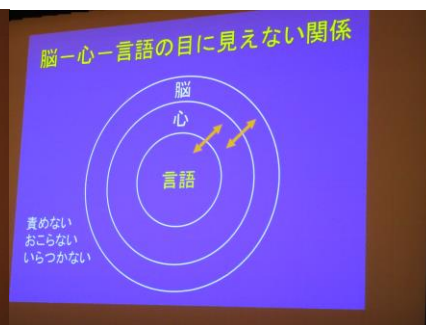 脳ー心ー言語の目に見えない関係
脳
心
言語
責めない
おこらない
いらつかない